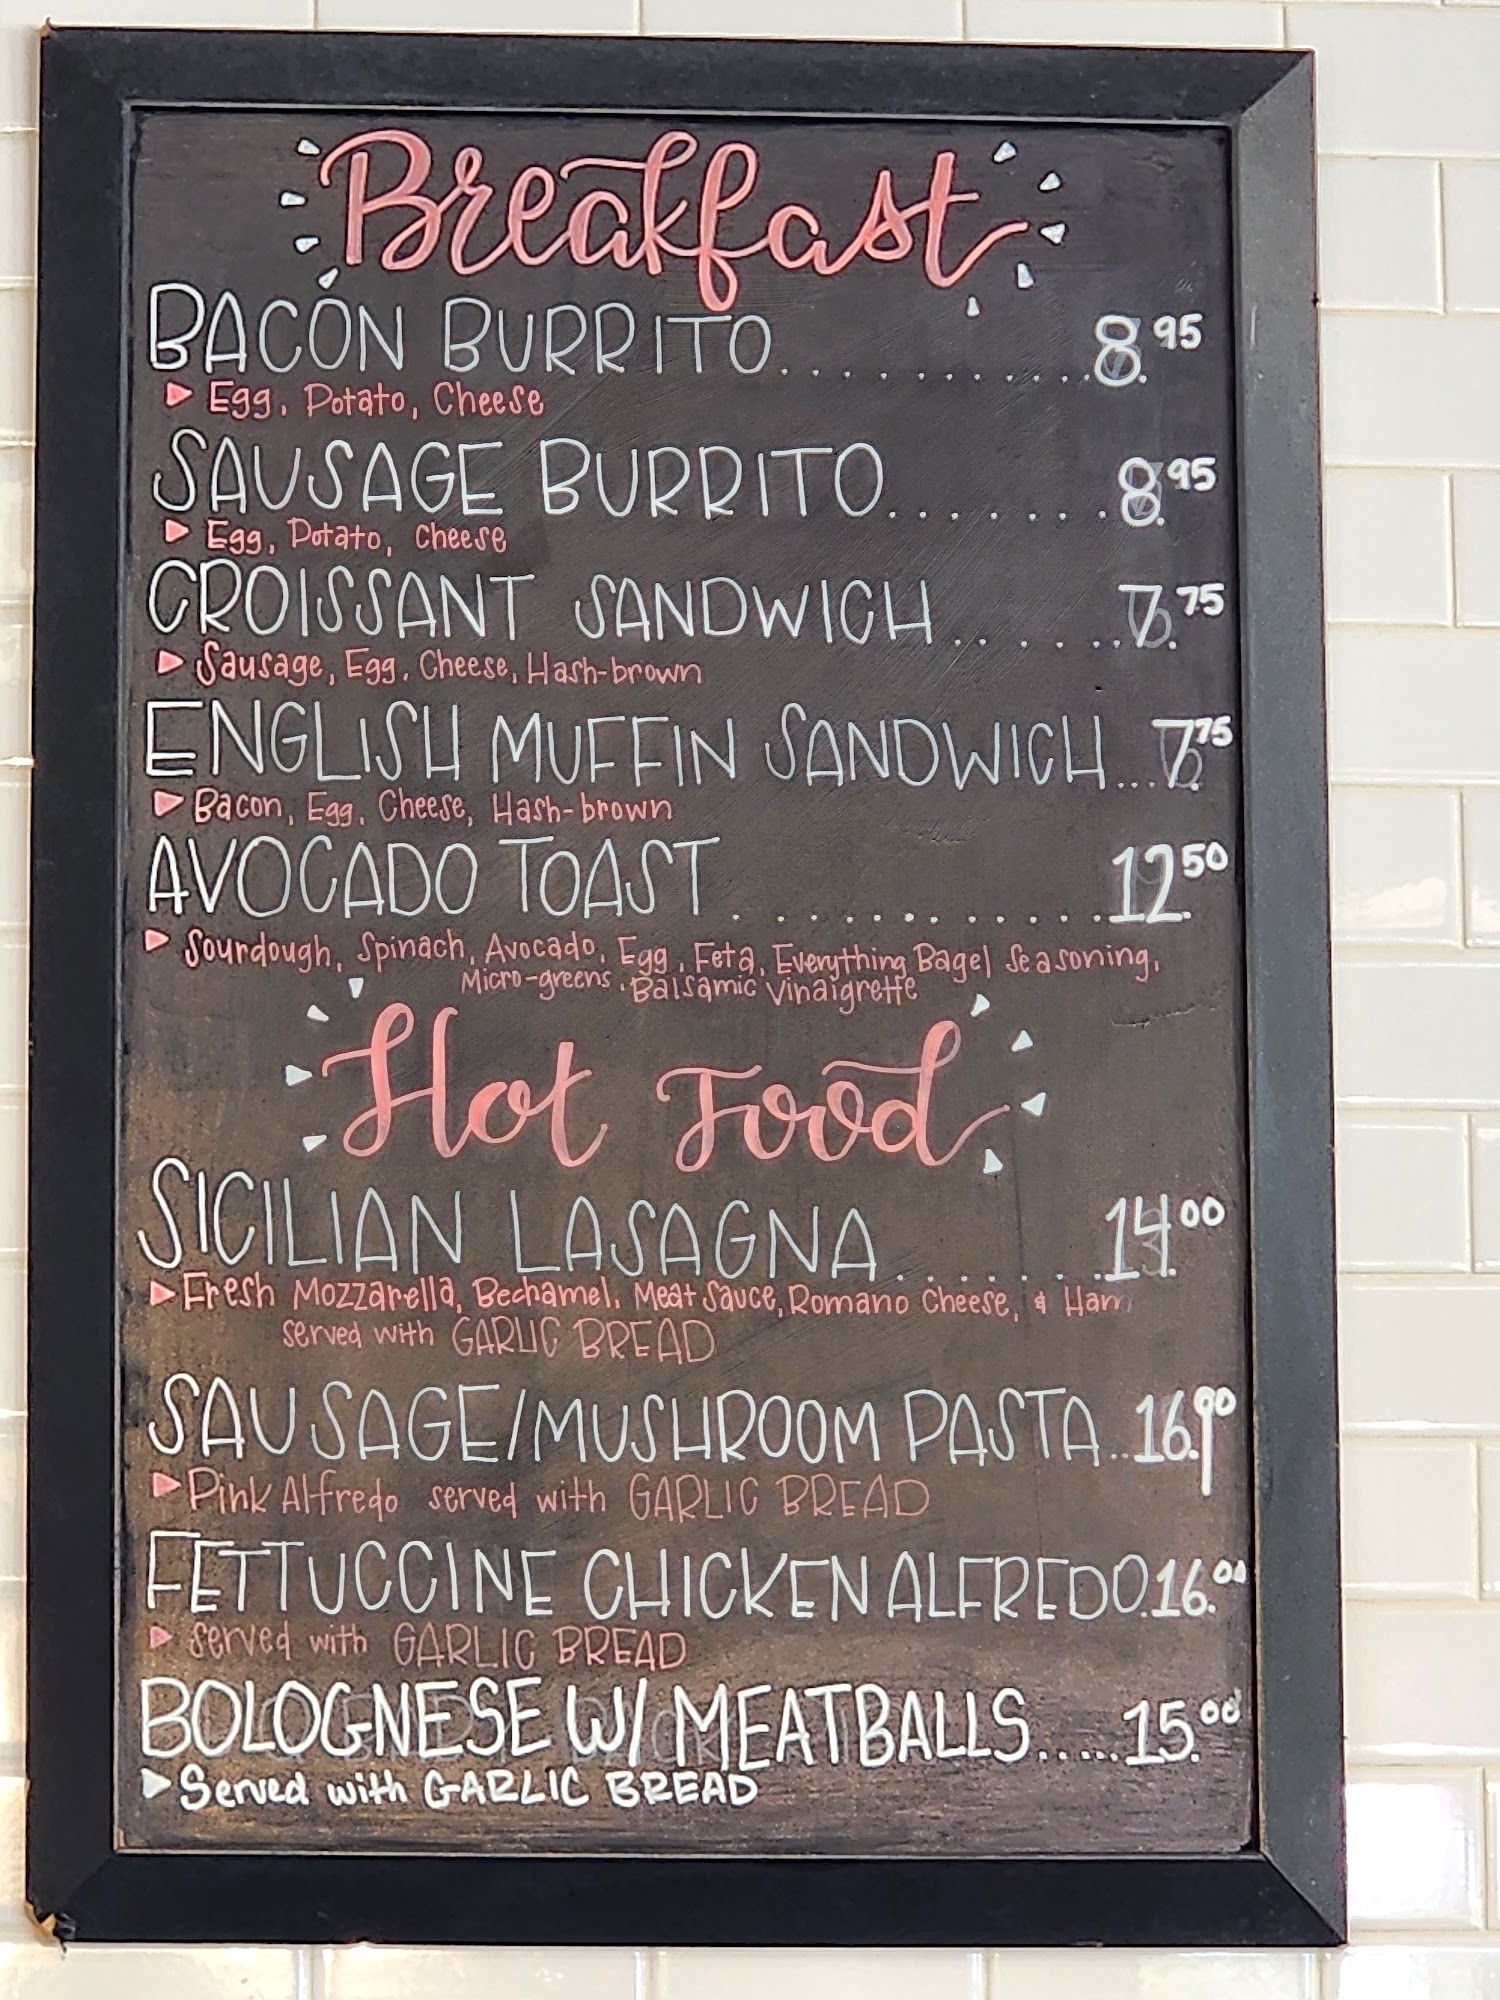 Breakfast
BACON BURRITO............8.95
Egg, Potato, Cheese
SAUSAGE BURRITO.......8.95
Egg, Potato, Cheese
CROISSANT SANDWICH......7.75
Sausage, Egg, Cheese, Hash-brown
ENGLISH MUFFIN SANDWICH...7.75
Bacon, Egg, Cheese, Hash-brown
AVOCADO TOAST............12.50
Sourdough, Spinach, Avocado, Egg, Feta, Everything Bagel Seasoning,
Micro-greens, Balsamic Vinaigrette
Hot Food
SICILIAN LASAGNA.......14.00
Fresh Mozzarella, Bechamel, Meat Sauce, Romano Cheese, & Ham
served with GARLIC BREAD
SAUSAGE/MUSHROOM PASTA..16.90
Pink Alfredo served with GARLIC BREAD
FETTUCCINE CHICKEN ALFREDO.16.00
served with GARLIC BREAD
BOLOGNESE W/ MEATBALLS.....15.00
Served with GARLIC BREAD